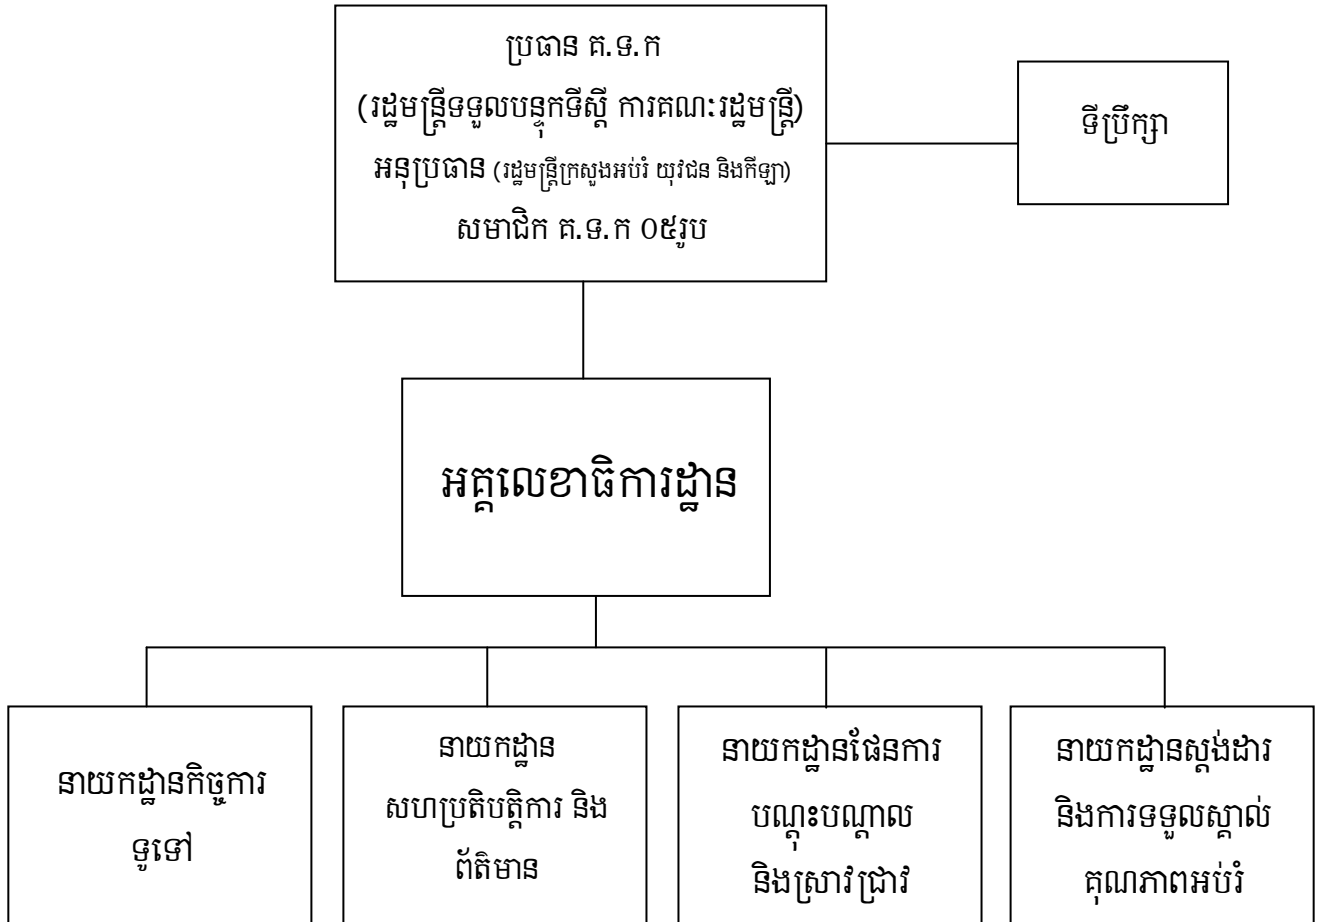 ប្រធាន គ.ទ.ក
(រដ្ឋមន្ត្រីទទួលបន្ទុកទីស្តី ការគណៈរដ្ឋមន្ត្រី)
អនុប្រធាន (រដ្ឋមន្ត្រីក្រសួងអប់រំ យុវជន និងកីឡា)
សមាជិក គ.ទ.ក ០៥រូប
ទីប្រឹក្សា
អគ្គលេខាធិការដ្ឋាន
នាយកដ្ឋានកិច្ចការ
ទូទៅ
នាយកដ្ឋាន
សហប្រតិបត្តិការ និង
ព័ត៌មាន
នាយកដ្ឋានផែនការ
បណ្តុះបណ្តាល
និងស្រាវជ្រាវ
នាយកដ្ឋានស្តង់ដារ
និងការទទួលស្គាល់
គុណភាពអប់រំ